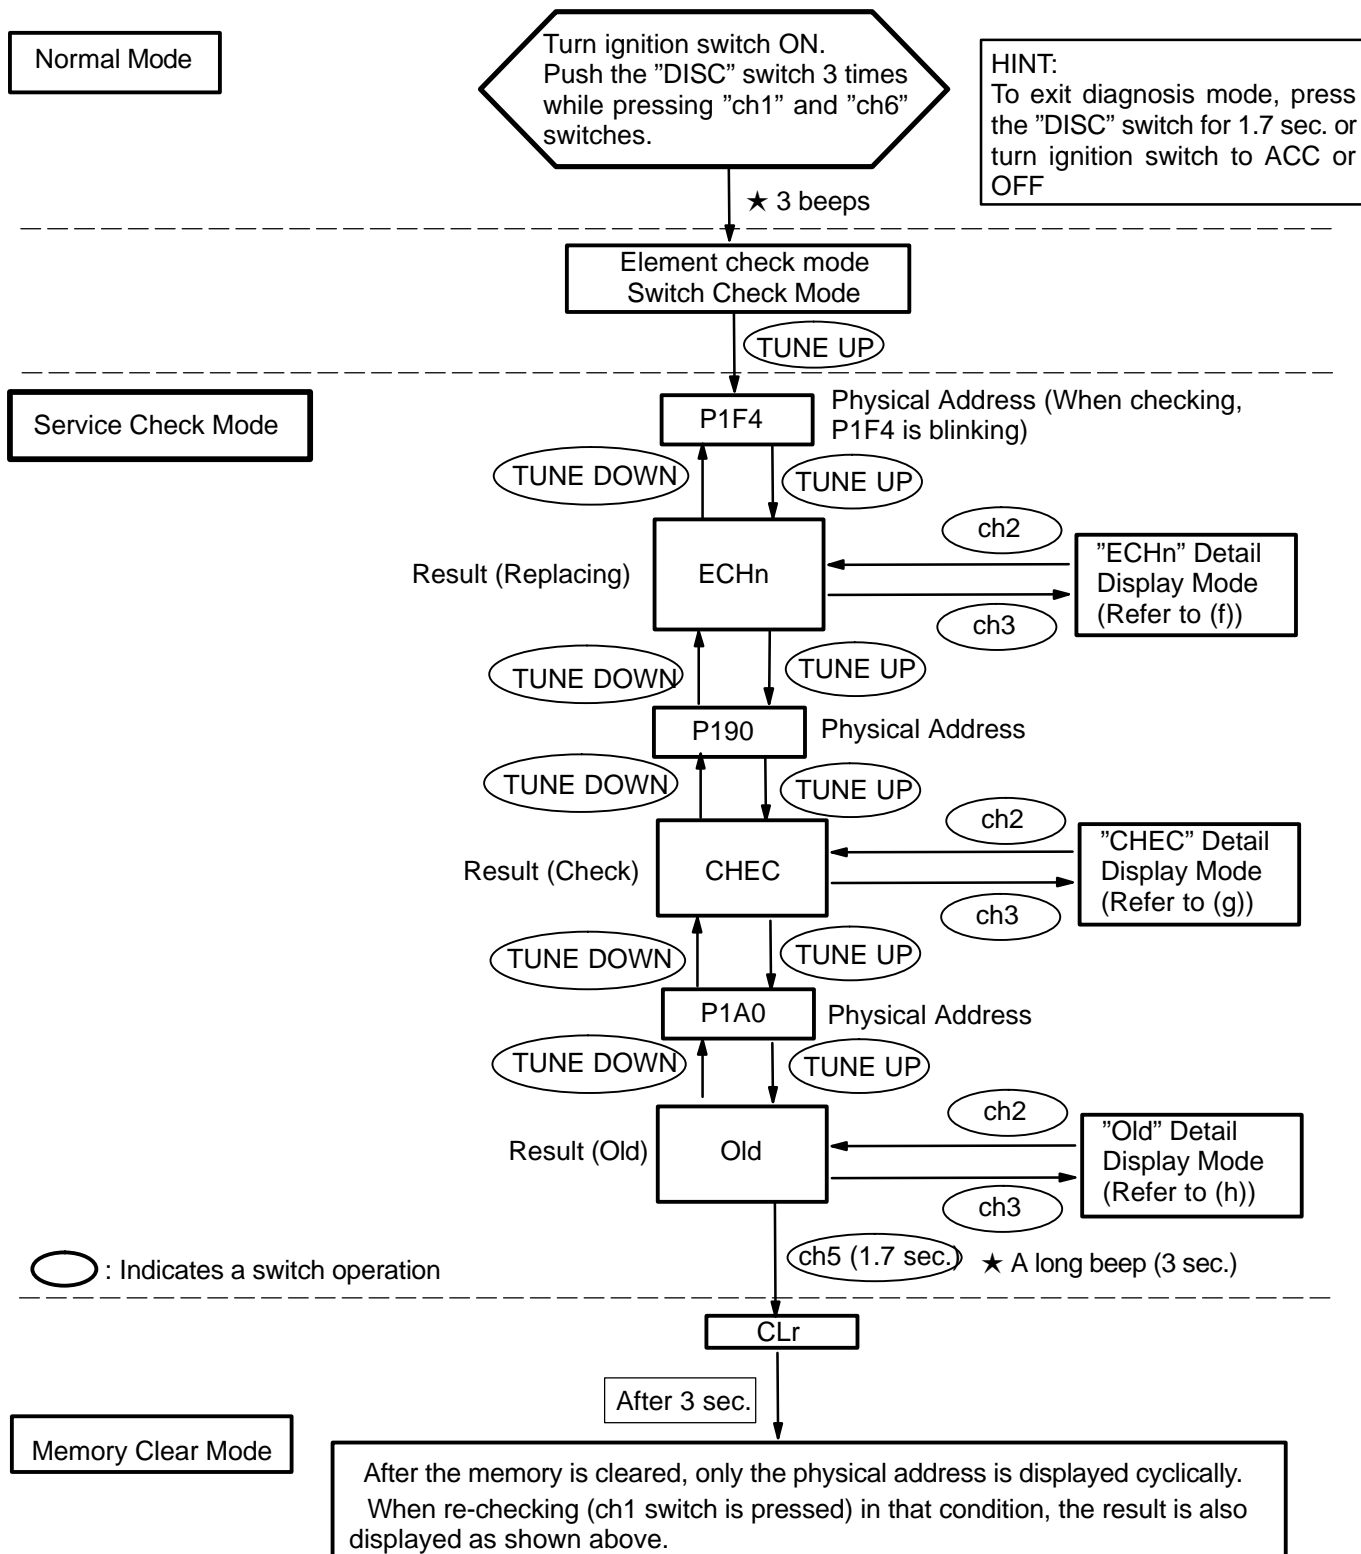 Normal Mode
Turn ignition switch ON.
Push the ”DISC” switch 3 times
while pressing ”ch1” and ”ch6”
switches.
HINT:
To exit diagnosis mode, press
the ”DISC” switch for 1.7 sec. or
turn ignition switch to ACC or
OFF
★ 3 beeps
Element check mode
Switch Check Mode
TUNE UP
Service Check Mode
P1F4
Physical Address (When checking,
P1F4 is blinking)
TUNE DOWN
TUNE UP
Result (Replacing)
ECHn
ch2
ch3
”ECHn” Detail
Display Mode
(Refer to (f))
TUNE DOWN
TUNE UP
P190
Physical Address
TUNE DOWN
TUNE UP
Result (Check)
CHEC
ch2
ch3
”CHEC” Detail
Display Mode
(Refer to (g))
TUNE DOWN
TUNE UP
P1A0
Physical Address
TUNE DOWN
TUNE UP
Result (Old)
Old
ch2
ch3
”Old” Detail
Display Mode
(Refer to (h))
: Indicates a switch operation
ch5 (1.7 sec.)
★ A long beep (3 sec.)
CLr
After 3 sec.
Memory Clear Mode
After the memory is cleared, only the physical address is displayed cyclically.
When re-checking (ch1 switch is pressed) in that condition, the result is also
displayed as shown above.